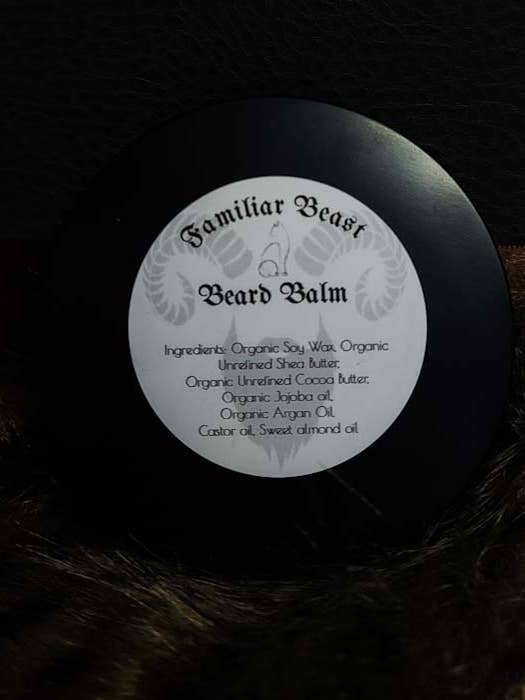 Familiar Beast
Beard Balm
Ingredients: Organic Soy Wax, Organic
Unrefined Shea Butter,
Organic Unrefined Cocoa Butter,
Organic Jojoba oil,
Organic Argan Oil,
Castor oil, Sweet almond oil